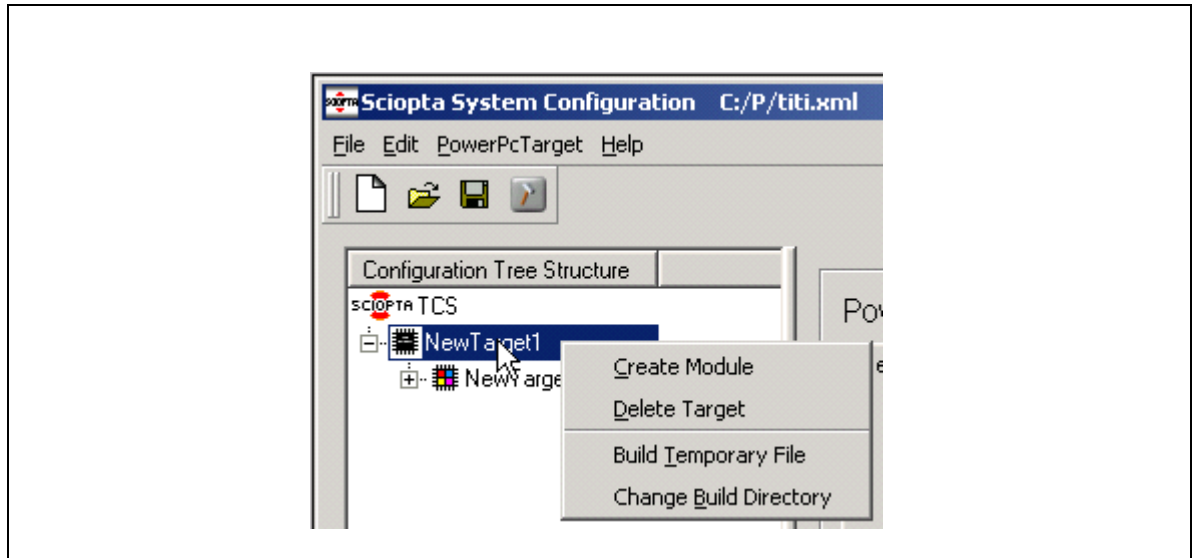 SCIOPTA Sciopta System Configuration C:/P/titi.xml
File Edit PowerPcTarget Help
Configuration Tree Structure
SCIOPTA TCS
NewTarget1
Create Module
Delete Target
Build Temporary File
Change Build Directory